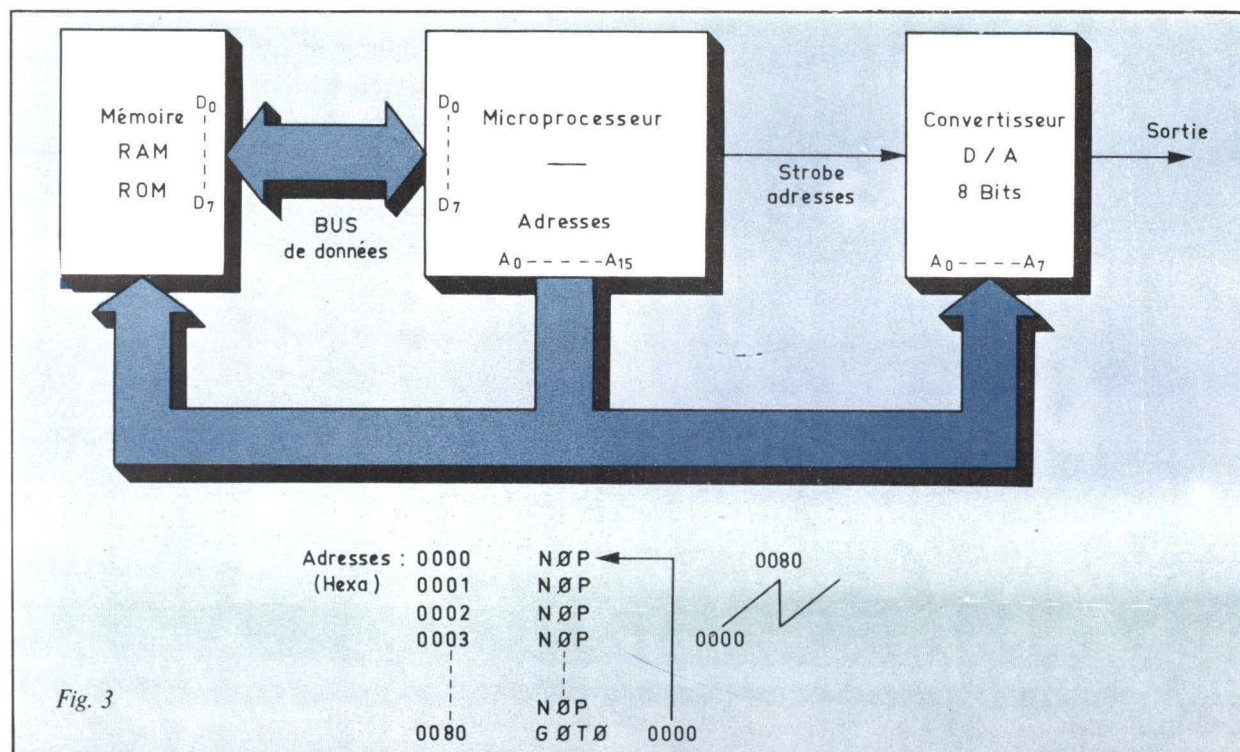 Mémoire
RAM
ROM
D0
D7
BUS
de données
D0
D7
Microprocesseur
Adresses
A0 ----- A15
Strobe
adresses
Convertisseur
D / A
8 Bits
A0 ---- A7
Sortie
Adresses : 0000 NØP
(Hexa) 0001 NØP
0002 NØP
0003 NØP
NØP
0080 GØTØ 0000
0080
0000
Fig. 3